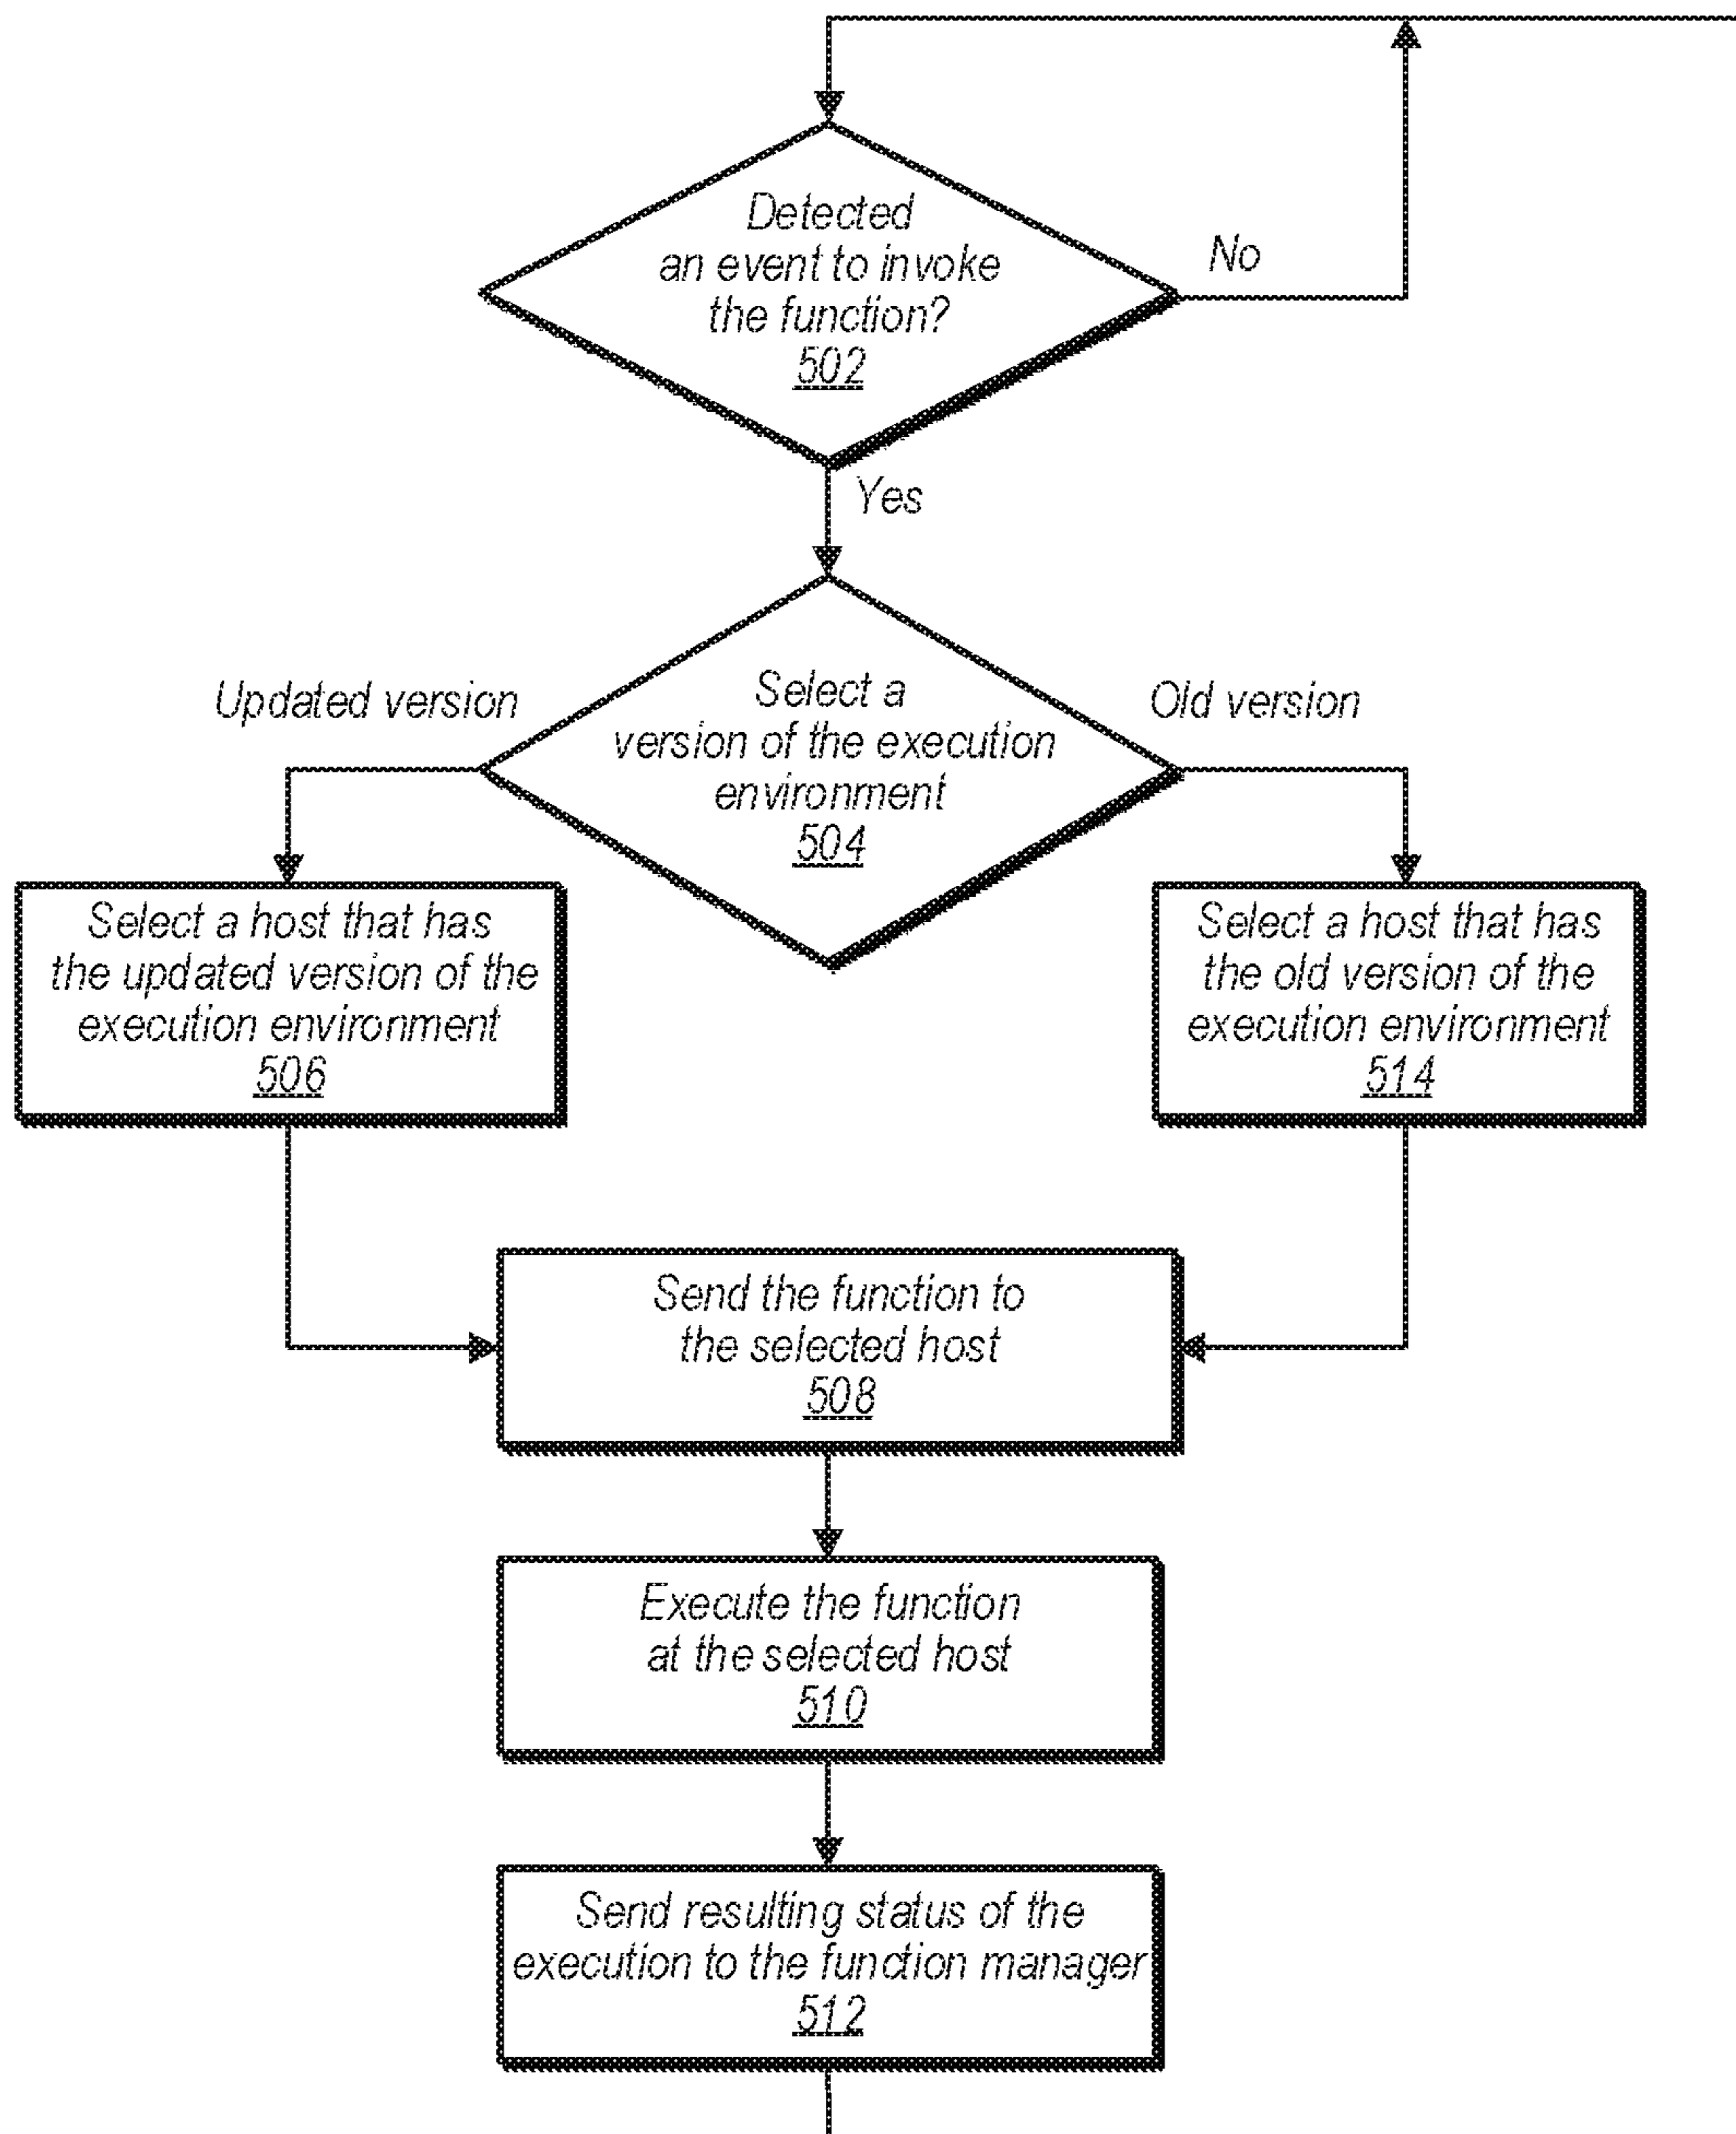 Detected
an event to invoke
the function?
502
No
Yes
Updated version
Select a
version of the execution
environment
504
Old version
Select a host that has
the updated version of the
execution environment
506
Select a host that has
the old version of the
execution environment
514
Send the function to
the selected host
508
Execute the function
at the selected host
510
Send resulting status of the
execution to the function manager
512